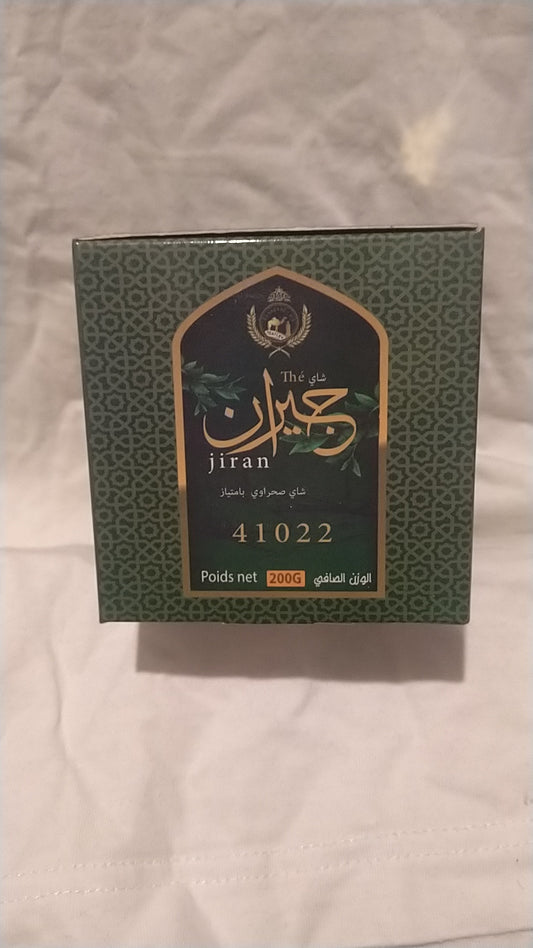 Thé شاي
جيران
jiran
شاي صحراوي بامتياز
41022
Poids net 200G الوزن الصافي